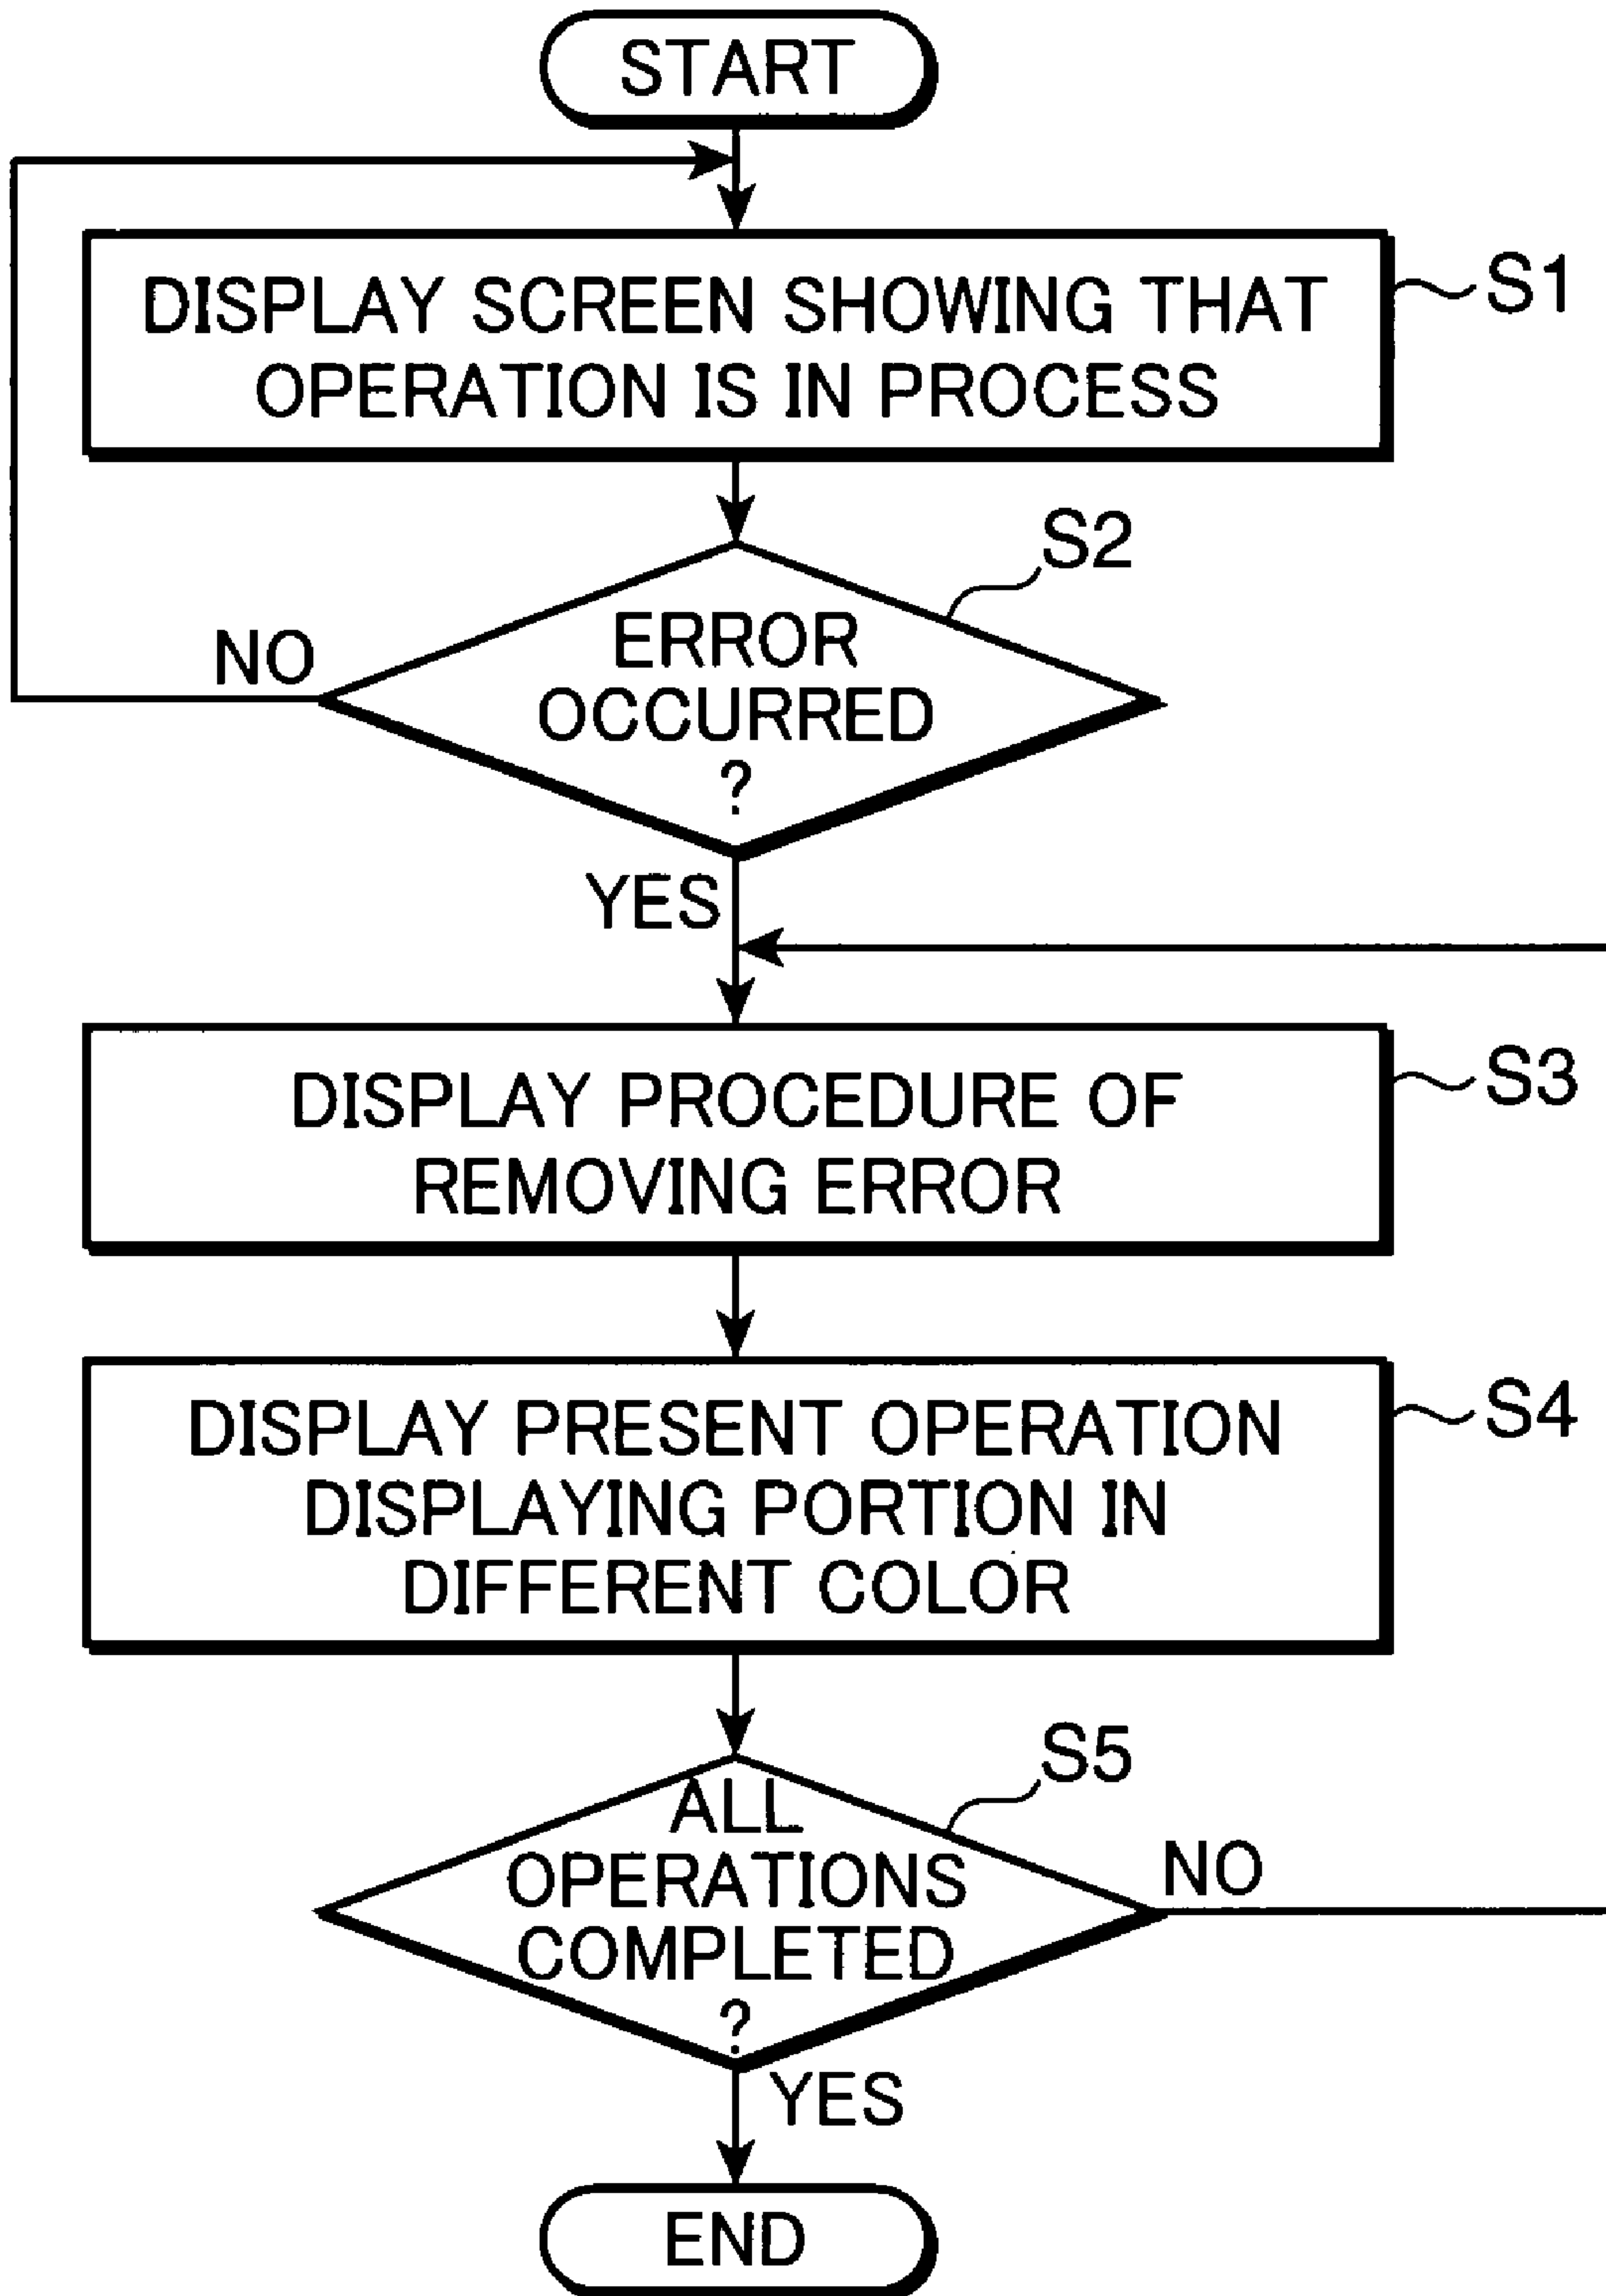 START
DISPLAY SCREEN SHOWING THAT
OPERATION IS IN PROCESS
S1
S2
ERROR
OCCURRED
?
NO
YES
DISPLAY PROCEDURE OF
REMOVING ERROR
S3
DISPLAY PRESENT OPERATION
DISPLAYING PORTION IN
DIFFERENT COLOR
S4
S5
ALL
OPERATIONS
COMPLETED
?
NO
YES
END